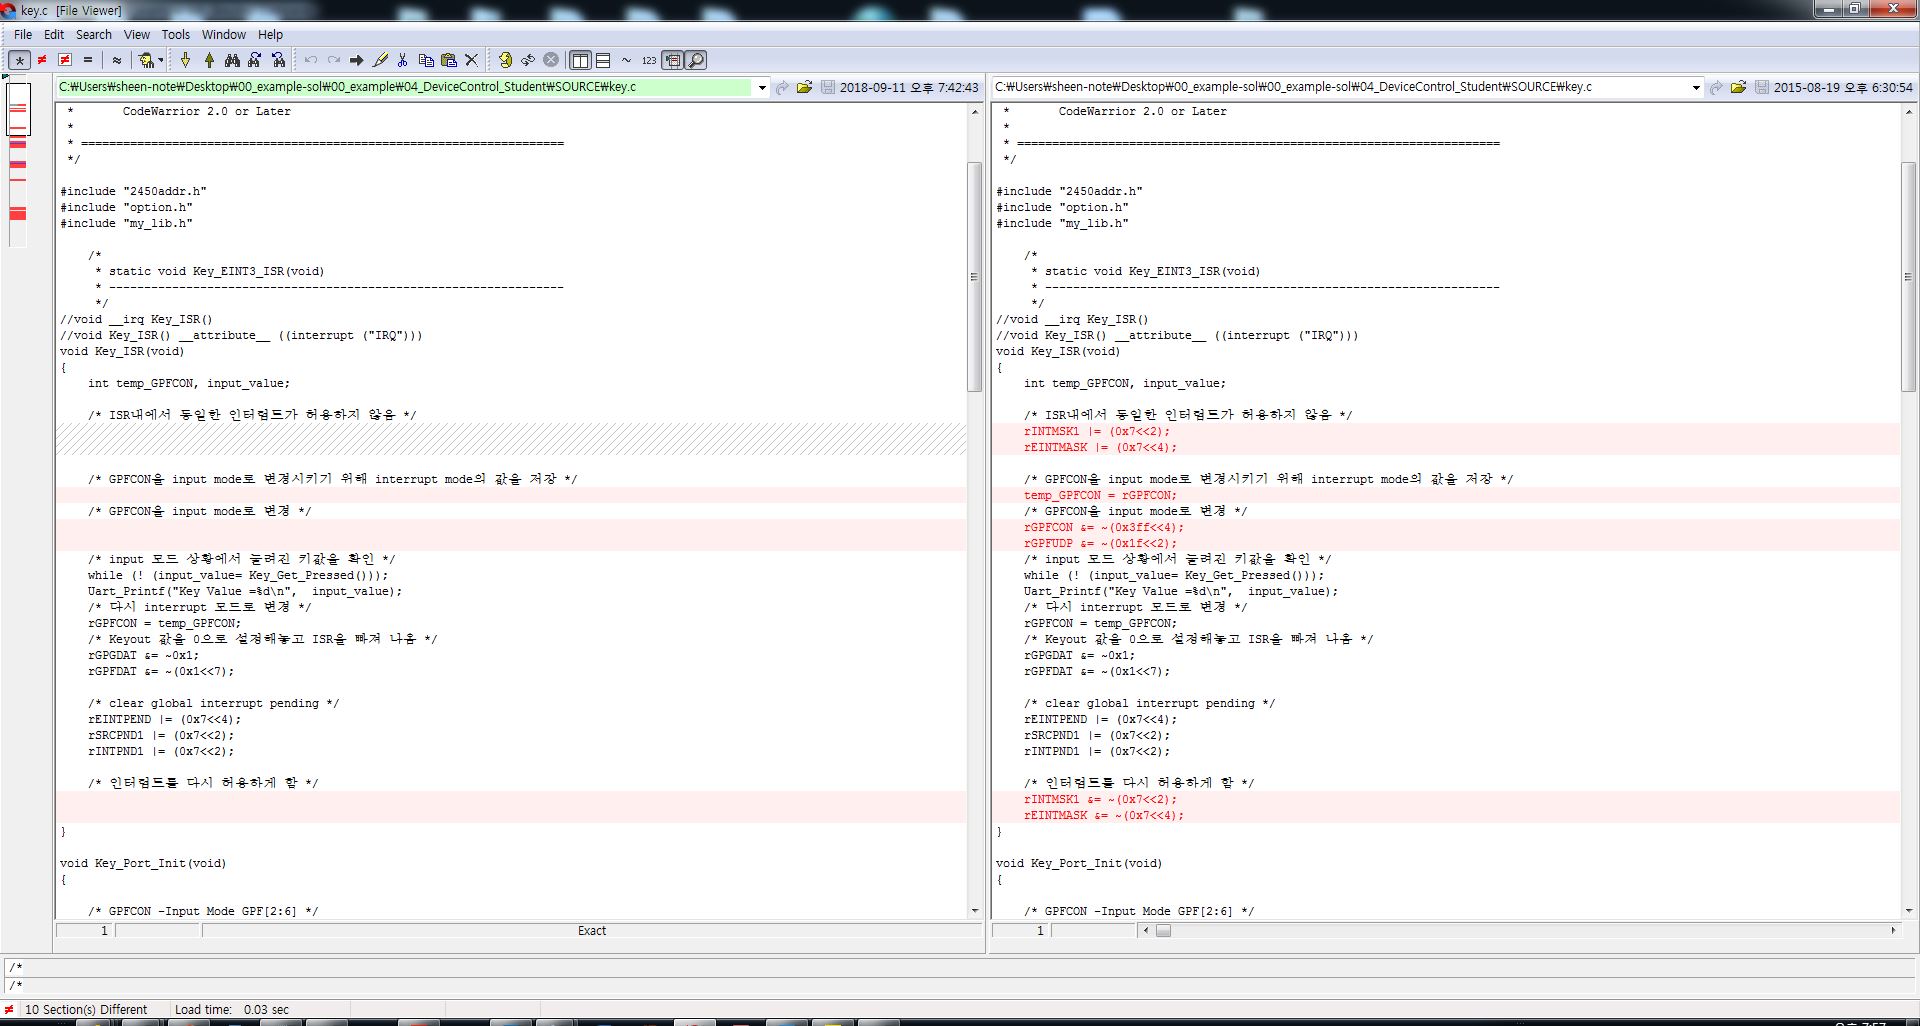 key.c [File Viewer]
File Edit Search View Tools Window Help
123
C:₩Users₩sheen-note₩Desktop₩00_example-sol₩00_example₩04_DeviceControl_Student₩SOURCE₩key.c
2018-09-11 오후 7:42:43
* CodeWarrior 2.0 or Later
*
* =====================================================================
*/
#include "2450addr.h"
#include "option.h"
#include "my_lib.h"
/*
* static void Key_EINT3_ISR(void)
* -----------------------------------------------------------------
*/
//void __irq Key_ISR()
//void Key_ISR() __attribute__ ((interrupt ("IRQ")))
void Key_ISR(void)
{
int temp_GPFCON, input_value;
/* ISR내에서 동일한 인터럽트가 허용하지 않음 */
/* GPFCON을 input mode로 변경시키기 위해 interrupt mode의 값을 저장 */
/* GPFCON을 input mode로 변경 */
/* input 모드 상황에서 눌려진 키값을 확인 */
while (! (input_value= Key_Get_Pressed()));
Uart_Printf("Key Value =%d\n", input_value);
/* 다시 interrupt 모드로 변경 */
rGPFCON = temp_GPFCON;
/* Keyout 값을 0으로 설정해놓고 ISR을 빠져 나옴 */
rGPGDAT &= ~0x1;
rGPFDAT &= ~(0x1<<7);
/* clear global interrupt pending */
rEINTPEND |= (0x7<<4);
rSRCPND1 |= (0x7<<2);
rINTPND1 |= (0x7<<2);
/* 인터럽트를 다시 허용하게 함 */
}
void Key_Port_Init(void)
{
/* GPFCON -Input Mode GPF[2:6] */
1
Exact
C:₩Users₩sheen-note₩Desktop₩00_example-sol₩00_example-sol₩04_DeviceControl_Student₩SOURCE₩key.c
2015-08-19 오후 6:30:54
* CodeWarrior 2.0 or Later
*
* =====================================================================
*/
#include "2450addr.h"
#include "option.h"
#include "my_lib.h"
/*
* static void Key_EINT3_ISR(void)
* -----------------------------------------------------------------
*/
//void __irq Key_ISR()
//void Key_ISR() __attribute__ ((interrupt ("IRQ")))
void Key_ISR(void)
{
int temp_GPFCON, input_value;
/* ISR내에서 동일한 인터럽트가 허용하지 않음 */
rINTMSK1 |= (0x7<<2);
rEINTMASK |= (0x7<<4);
/* GPFCON을 input mode로 변경시키기 위해 interrupt mode의 값을 저장 */
temp_GPFCON = rGPFCON;
/* GPFCON을 input mode로 변경 */
rGPFCON &= ~(0x3ff<<4);
rGPFUDP &= ~(0x1f<<2);
/* input 모드 상황에서 눌려진 키값을 확인 */
while (! (input_value= Key_Get_Pressed()));
Uart_Printf("Key Value =%d\n", input_value);
/* 다시 interrupt 모드로 변경 */
rGPFCON = temp_GPFCON;
/* Keyout 값을 0으로 설정해놓고 ISR을 빠져 나옴 */
rGPGDAT &= ~0x1;
rGPFDAT &= ~(0x1<<7);
/* clear global interrupt pending */
rEINTPEND |= (0x7<<4);
rSRCPND1 |= (0x7<<2);
rINTPND1 |= (0x7<<2);
/* 인터럽트를 다시 허용하게 함 */
rINTMSK1 &= ~(0x7<<2);
rEINTMASK &= ~(0x7<<4);
}
void Key_Port_Init(void)
{
/* GPFCON -Input Mode GPF[2:6] */
1
/*
/*
10 Section(s) Different Load time: 0.03 sec